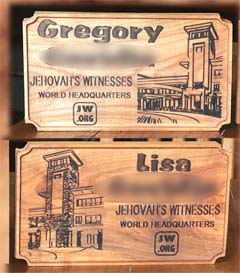 Gregory
JEHOVAH'S WITNESSES
WORLD HEADQUARTERS
JW
.ORG
Lisa
JEHOVAH'S WITNESSES
WORLD HEADQUARTERS
JW
.ORG